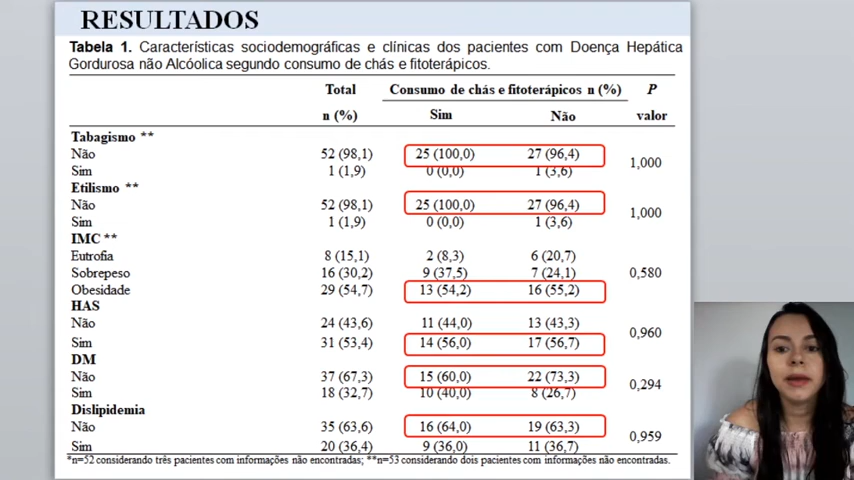 RESULTADOS
Tabela 1. Características sociodemográficas e clínicas dos pacientes com Doença Hepática
Gordurosa não Alcóolica segundo consumo de chás e fitoterápicos.
Total Consumo de chás e fitoterápicos n (%) P
n (%) Sim Não valor
Tabagismo **
Não 52 (98,1) 25 (100,0) 27 (96,4) 1,000
Sim 1 (1,9) 0 (0,0) 1 (3,6)
Etilismo **
Não 52 (98,1) 25 (100,0) 27 (96,4) 1,000
Sim 1 (1,9) 0 (0,0) 1 (3,6)
IMC **
Eutrofia 8 (15,1) 2 (8,3) 6 (20,7)
Sobrepeso 16 (30,2) 9 (37,5) 7 (24,1) 0,580
Obesidade 29 (54,7) 13 (54,2) 16 (55,2)
HAS
Não 24 (43,6) 11 (44,0) 13 (43,3) 0,960
Sim 31 (53,4) 14 (56,0) 17 (56,7)
DM
Não 37 (67,3) 15 (60,0) 22 (73,3) 0,294
Sim 18 (32,7) 10 (40,0) 8 (26,7)
Dislipidemia
Não 35 (63,6) 16 (64,0) 19 (63,3) 0,959
Sim 20 (36,4) 9 (36,0) 11 (36,7)
*n=52 considerando três pacientes com informações não encontradas; **n=53 considerando dois pacientes com informações não encontradas.